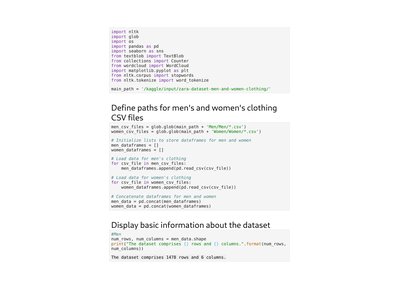 import nltk
import glob
import os
import pandas as pd
import seaborn as sns
from textblob import TextBlob
from collections import Counter
from wordcloud import WordCloud
import matplotlib.pyplot as plt
from nltk.corpus import stopwords
from nltk.tokenize import word_tokenize
main_path = '/kaggle/input/zara-dataset-men-and-women-clothing/'
Define paths for men's and women's clothing
CSV files
men_csv_files = glob.glob(main_path + 'Men/Men/*.csv')
women_csv_files = glob.glob(main_path + 'Women/Women/*.csv')
# Initialize lists to store dataframes for men and women
men_dataframes = []
women_dataframes = []
# Load data for men's clothing
for csv_file in men_csv_files:
men_dataframes.append(pd.read_csv(csv_file))
# Load data for women's clothing
for csv_file in women_csv_files:
women_dataframes.append(pd.read_csv(csv_file))
# Concatenate dataframes for men and women
men_data = pd.concat(men_dataframes)
women_data = pd.concat(women_dataframes)
Display basic information about the dataset
#Men
num_rows, num_columns = men_data.shape
print("The dataset comprises {} rows and {} columns.".format(num_rows,
num_columns))
The dataset comprises 1478 rows and 6 columns.